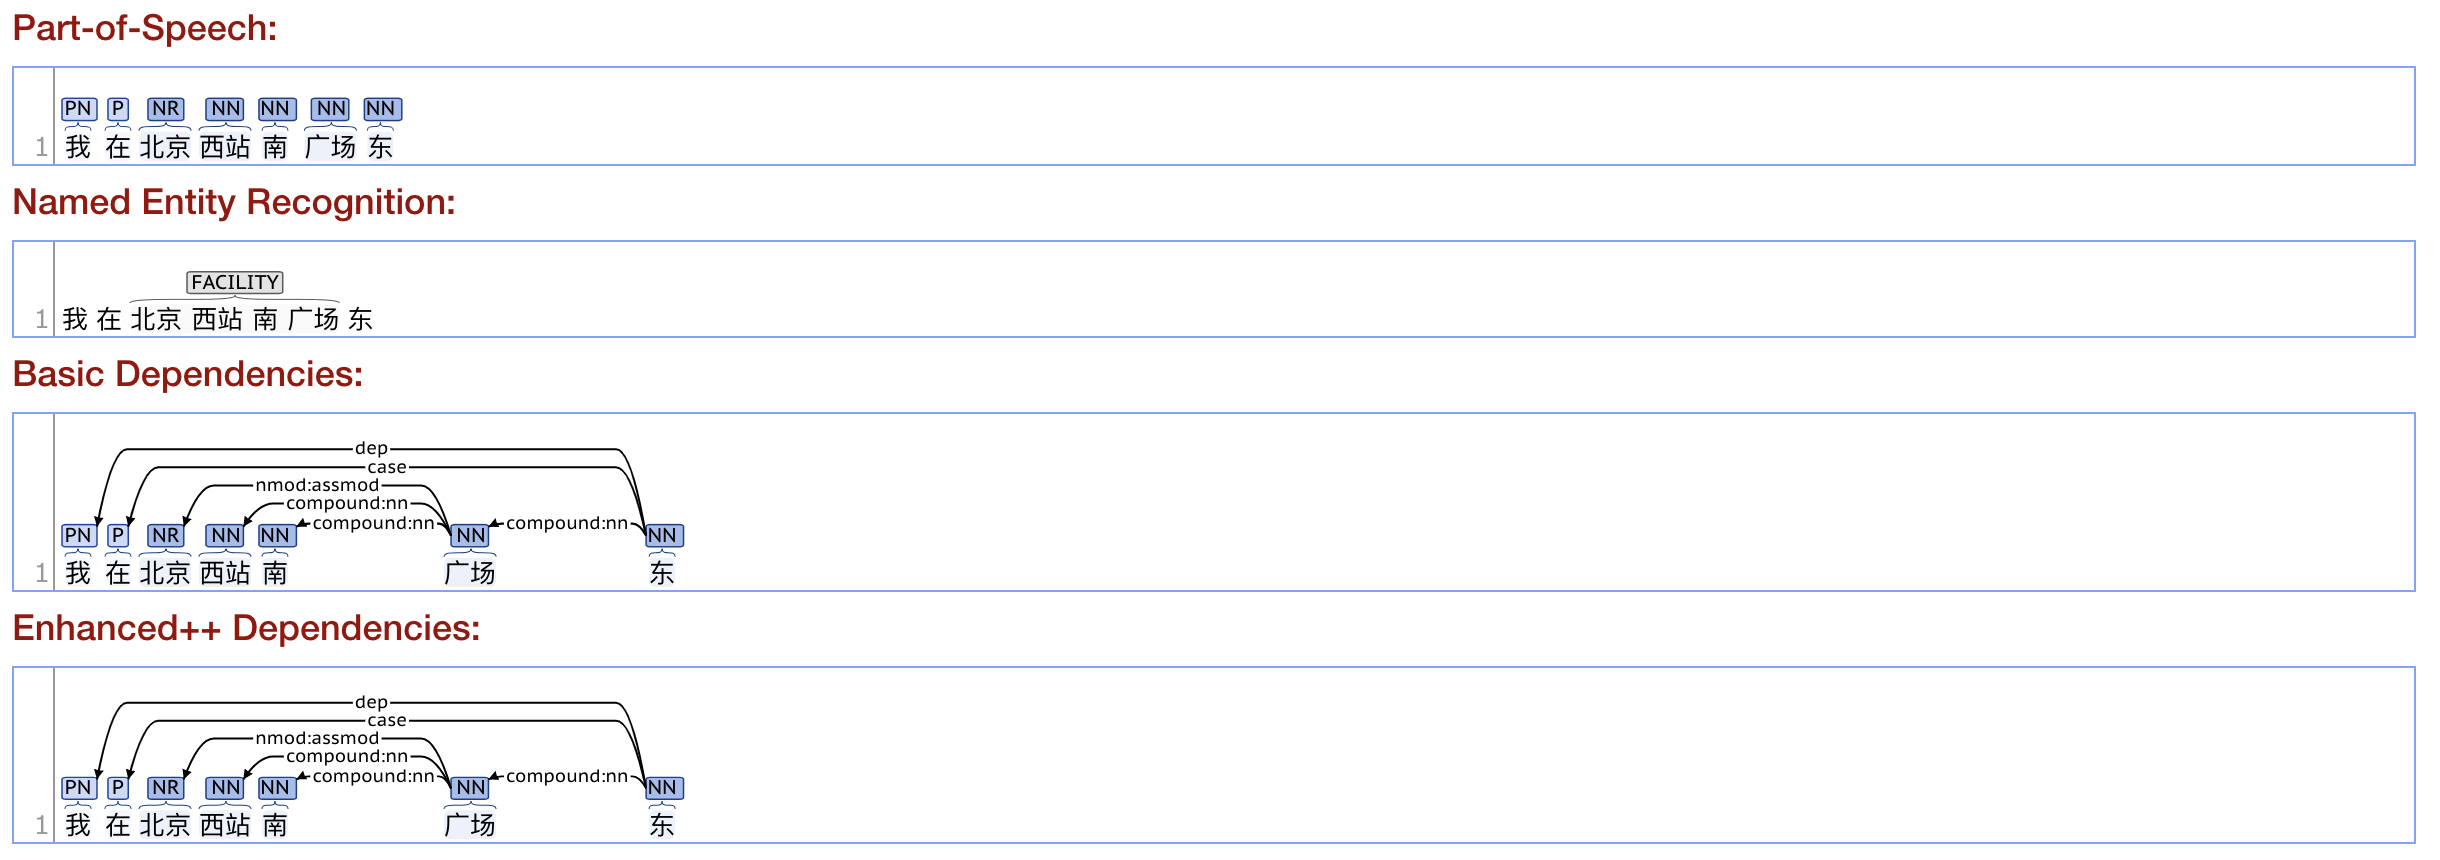 Part-of-Speech:
PN P NR NN NN NN NN
1 我 在 北京 西站 南 广场 东
Named Entity Recognition:
FACILITY
1 我 在 北京 西站 南 广场 东
Basic Dependencies:
dep
case
nmod:assmod
compound:nn
compound:nn compound:nn
PN P NR NN NN NN NN
1 我 在 北京 西站 南 广场 东
Enhanced++ Dependencies:
dep
case
nmod:assmod
compound:nn
compound:nn compound:nn
PN P NR NN NN NN NN
1 我 在 北京 西站 南 广场 东